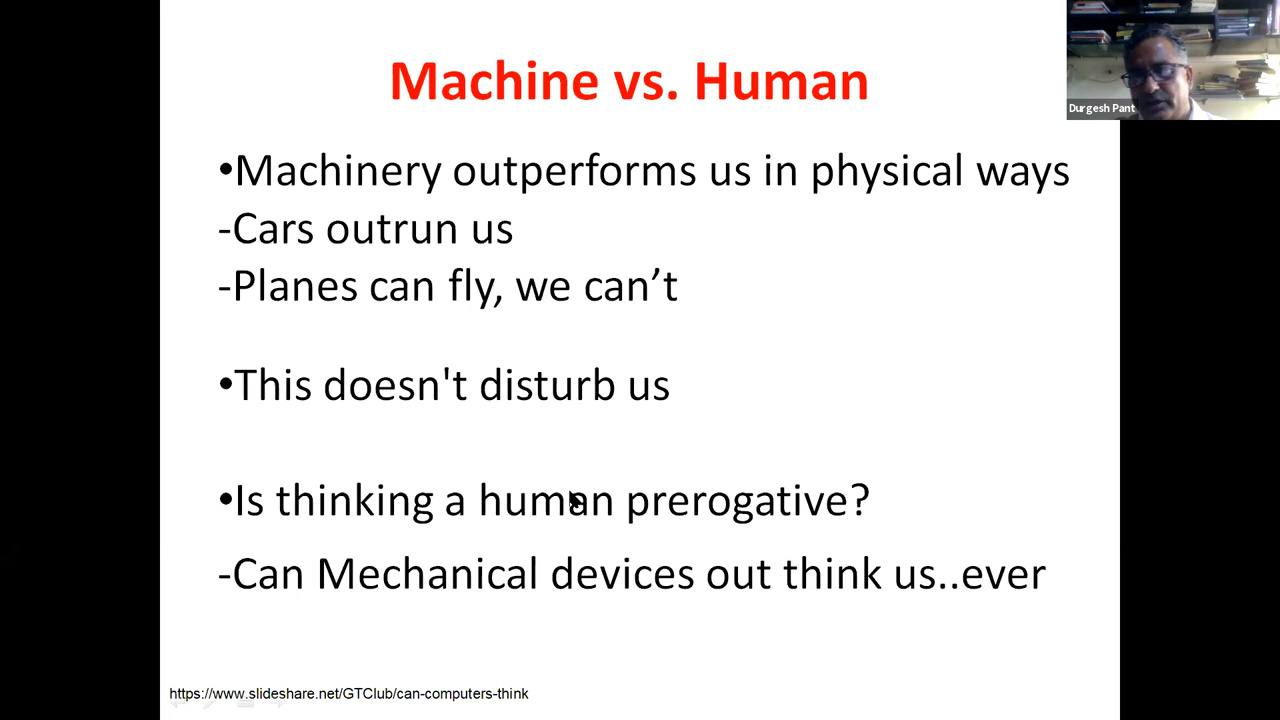 Machine vs. Human
Durgesh Pant
•Machinery outperforms us in physical ways
-Cars outrun us
-Planes can fly, we can’t
•This doesn't disturb us
•Is thinking a human prerogative?
-Can Mechanical devices out think us..ever
https://www.slideshare.net/GTClub/can-computers-think